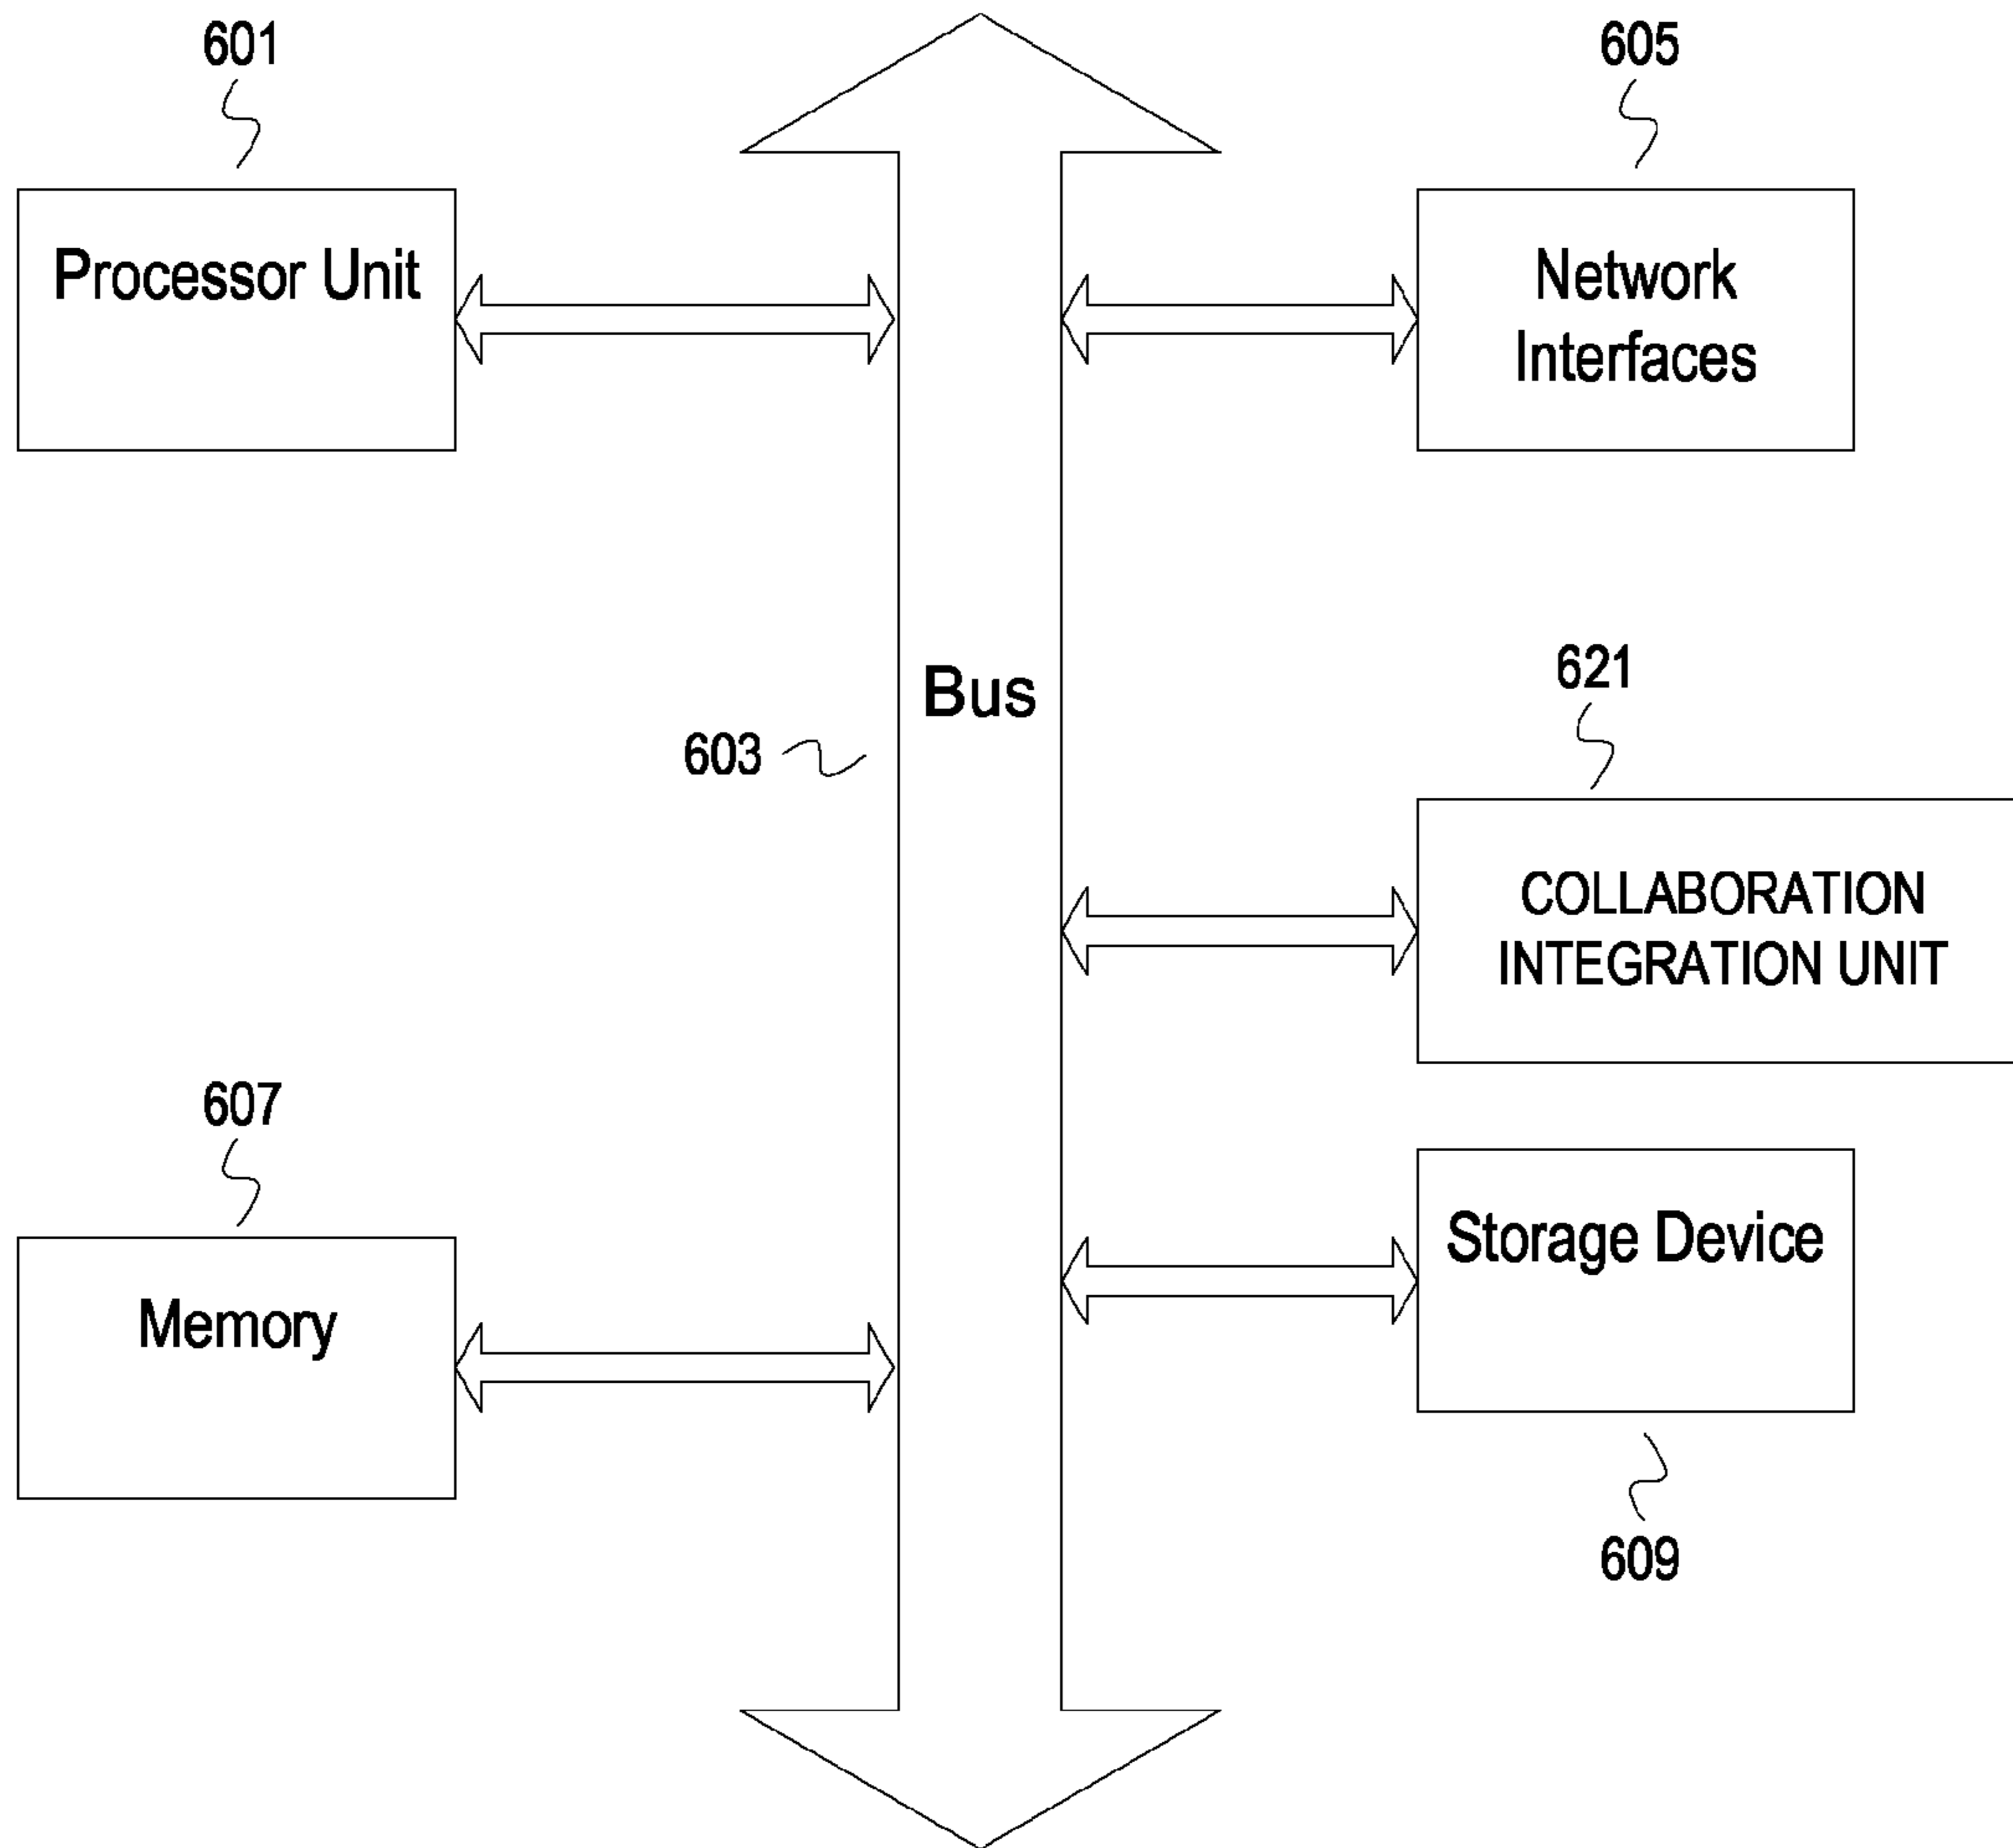 601
605
Processor Unit
Network
Interfaces
621
Bus
603
COLLABORATION
INTEGRATION UNIT
607
Storage Device
Memory
609